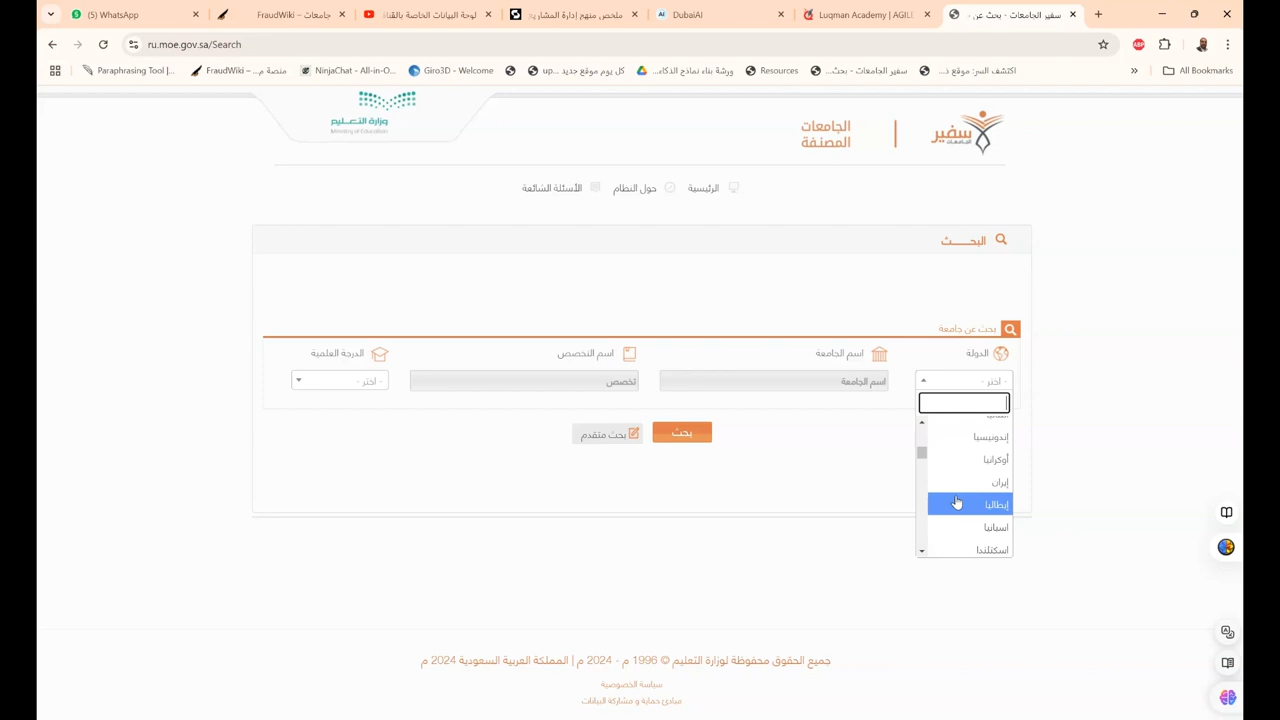 (5) WhatsApp
FraudWiki – جامعات
لوحة البيانات الخاصة بالقناة
ملخص منهج إدارة المشاريع
DubaiAI
Luqman Academy | AGILE
سفير الجامعات - بحث عن
ru.moe.gov.sa/Search
Paraphrasing Tool |...
FraudWiki – منصة م...
NinjaChat - All-in-O...
Giro3D - Welcome
كل يوم موقع جديد up...
ورشة بناء نماذج الذكاء...
Resources
سفير الجامعات - بحث...
اكتشف السر: موقع ذ...
All Bookmarks
وزارة التعليم
Ministry of Education
الجامعات
المصنفة
سفير
الجامعات
الرئيسية
حول النظام
الأسئلة الشائعة
البحــــث
بحث عن جامعة
الدولة
اسم الجامعة
اسم التخصص
الدرجة العلمية
- اختر -
اسم الجامعة
تخصص
- اختر -
بحث
بحث متقدم
إندونيسيا
أوكرانيا
إيران
إيطاليا
اسبانيا
اسكتلندا
جميع الحقوق محفوظة لوزارة التعليم © 1996 م - 2024 م | المملكة العربية السعودية 2024 م
سياسة الخصوصية
مبادئ حماية و مشاركة البيانات